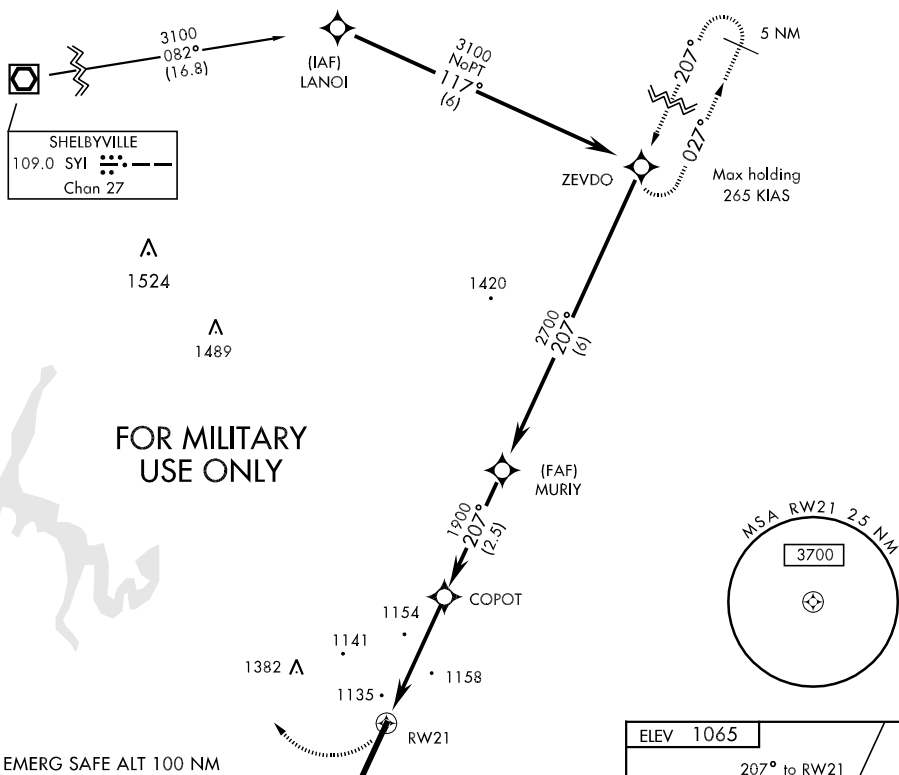 3100
082°
(16.8)
(IAF)
LANOI
3100
NoPT
117°
(6)
207°
5 NM
027°
ZEVDO
Max holding
265 KIAS
SHELBYVILLE
109.0 SYI
Chan 27
1524
1489
1420
2700
207°
(6)
FOR MILITARY
USE ONLY
(FAF)
MURIY
1900
207°
(2.5)
COPOT
MSA RW21 25 NM
3700
1154
1141
1382
1158
1135
RW21
EMERG SAFE ALT 100 NM
ELEV 1065
207° to RW21